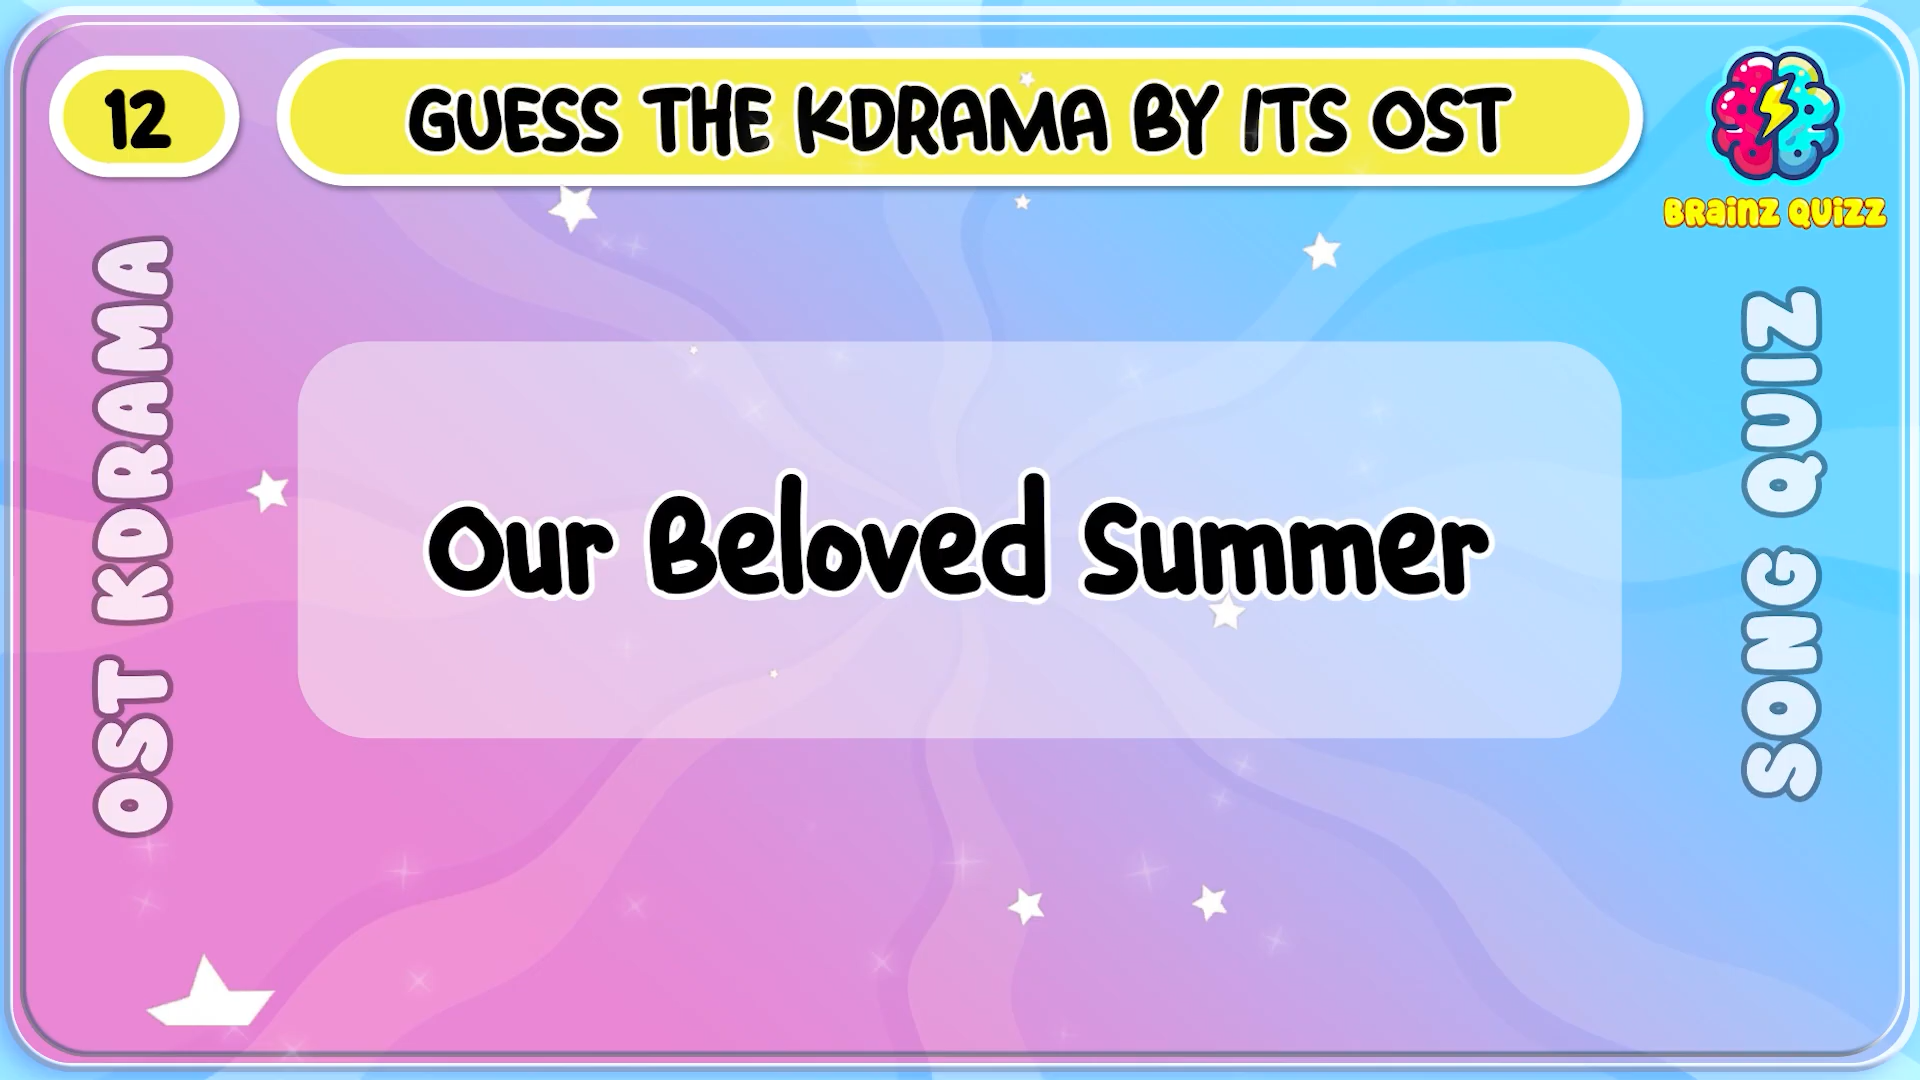 12
GUESS THE KDRAMA BY ITS OST
BRainZ QUiZZ
OST KDRAMA
Our Beloved Summer
SONG QUIZ